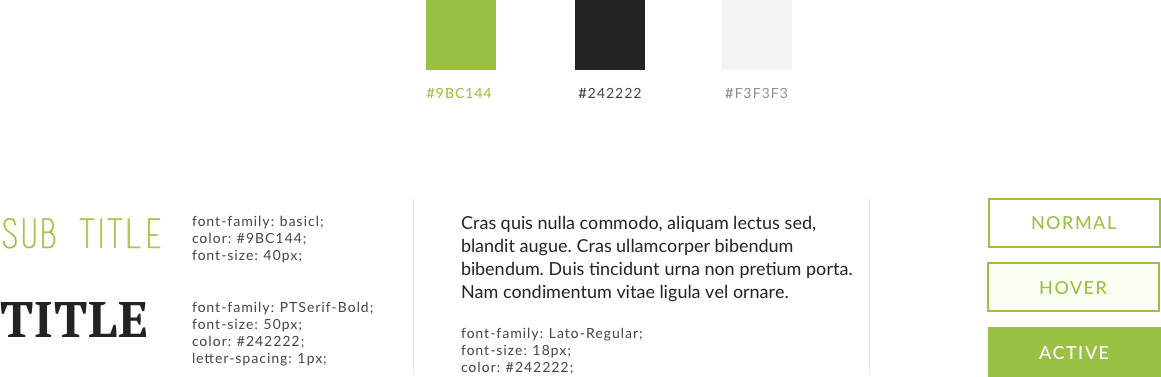 #9BC144
#242222
#F3F3F3
SUB TITLE
font-family: basicl;
color: #9BC144;
font-size: 40px;
TITLE
font-family: PTSerif-Bold;
font-size: 50px;
color: #242222;
letter-spacing: 1px;
Cras quis nulla commodo, aliquam lectus sed,
blandit augue. Cras ullamcorper bibendum
bibendum. Duis tincidunt urna non pretium porta.
Nam condimentum vitae ligula vel ornare.
font-family: Lato-Regular;
font-size: 18px;
color: #242222;
NORMAL
HOVER
ACTIVE